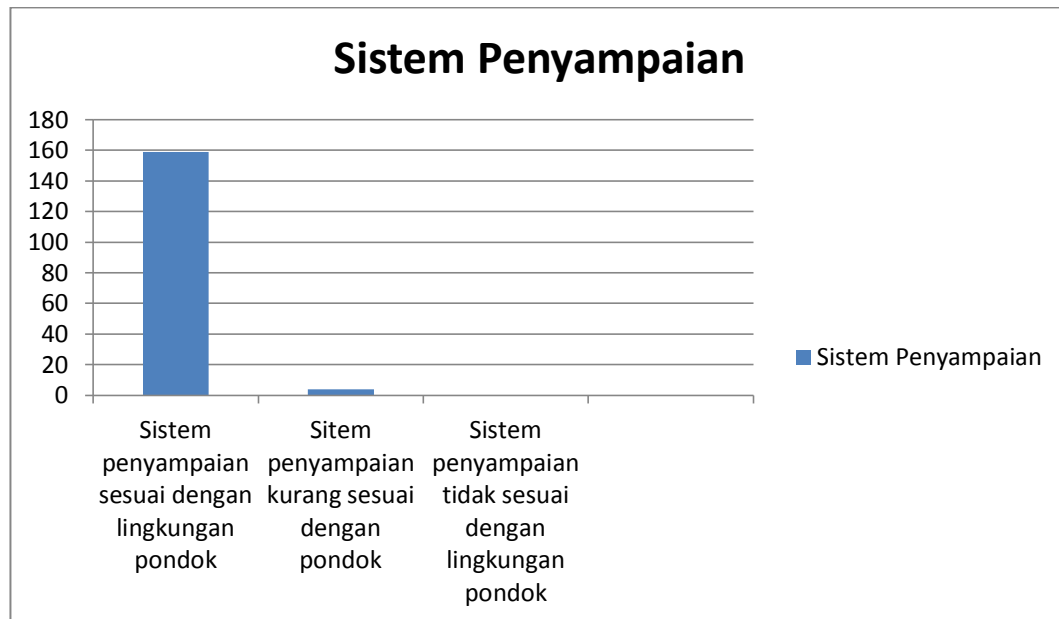 Sistem Penyampaian
180
160
140
120
100
80
60
40
20
0
Sistem
penyampaian
sesuai dengan
lingkungan
pondok
Sitem
penyampaian
kurang sesuai
dengan
pondok
Sistem
penyampaian
tidak sesuai
dengan
lingkungan
pondok
Sistem Penyampaian